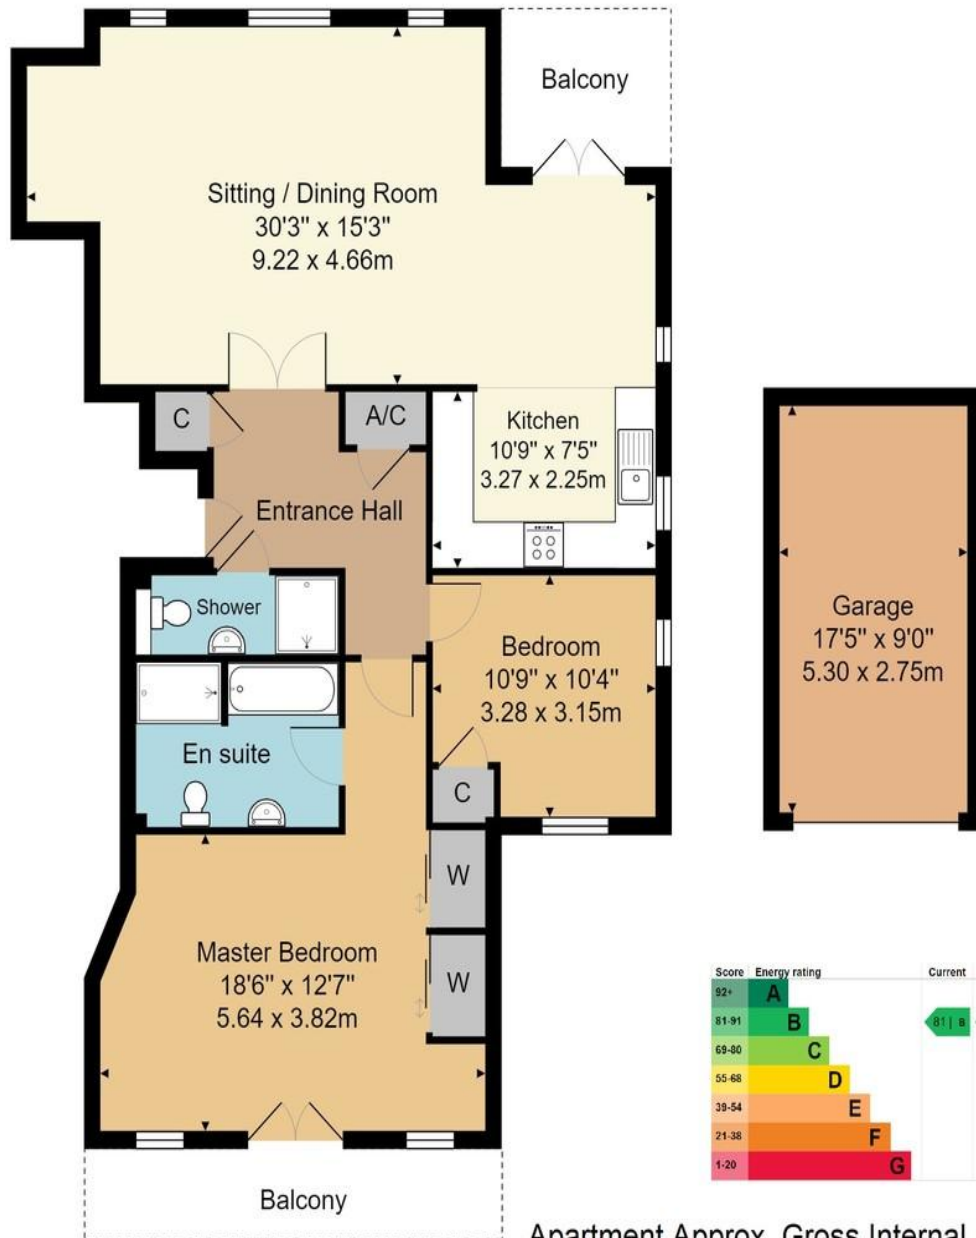 Balcony
Sitting / Dining Room
30'3" x 15'3"
9.22 x 4.66m
C
A/C
Kitchen
10'9" x 7'5"
3.27 x 2.25m
Entrance Hall
Shower
Bedroom
10'9" x 10'4"
3.28 x 3.15m
Garage
17'5" x 9'0"
5.30 x 2.75m
En suite
C
W
Master Bedroom
18'6" x 12'7"
5.64 x 3.82m
W
Score Energy rating Current
92+ A
81-91 B 81 | B
69-80 C
55-68 D
39-54 E
21-38 F
1-20 G
Balcony
Apartment Approx. Gross Internal